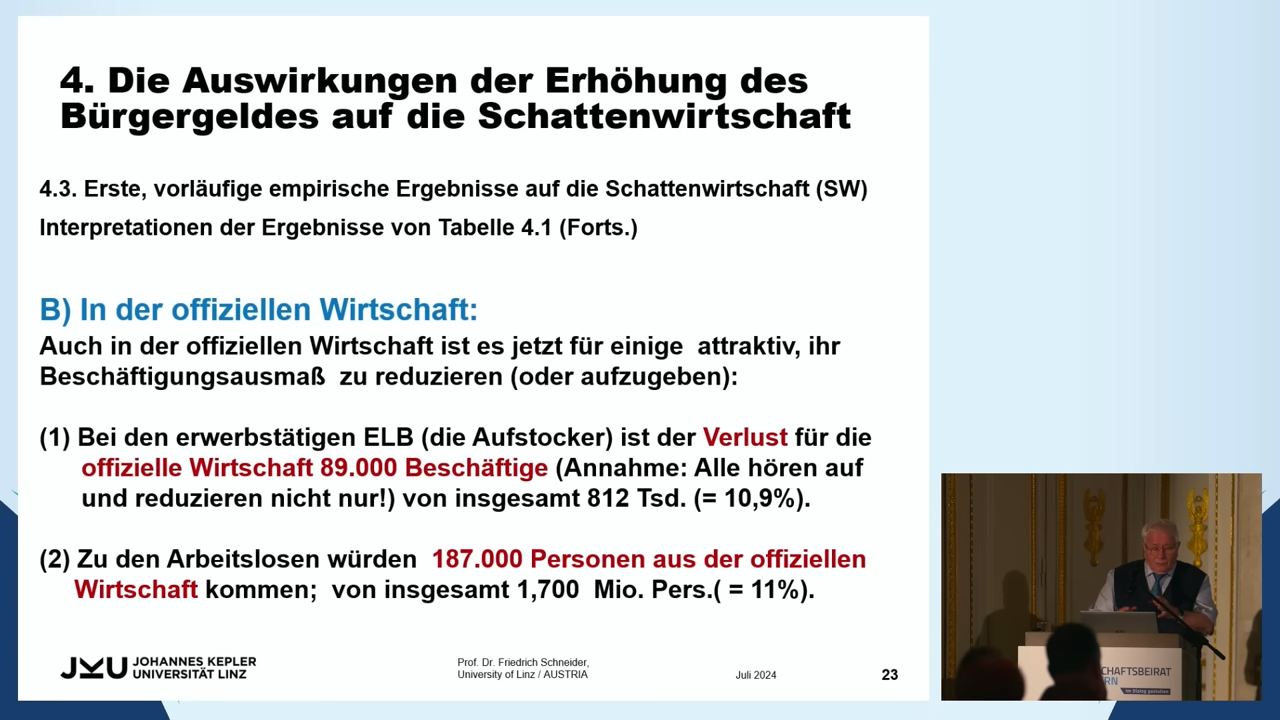 4. Die Auswirkungen der Erhöhung des
Bürgergeldes auf die Schattenwirtschaft
4.3. Erste, vorläufige empirische Ergebnisse auf die Schattenwirtschaft (SW)
Interpretationen der Ergebnisse von Tabelle 4.1 (Forts.)
B) In der offiziellen Wirtschaft:
Auch in der offiziellen Wirtschaft ist es jetzt für einige attraktiv, ihr
Beschäftigungsausmaß zu reduzieren (oder aufzugeben):
(1) Bei den erwerbstätigen ELB (die Aufstocker) ist der Verlust für die
offizielle Wirtschaft 89.000 Beschäftige (Annahme: Alle hören auf
und reduzieren nicht nur!) von insgesamt 812 Tsd. (= 10,9%).
(2) Zu den Arbeitslosen würden 187.000 Personen aus der offiziellen
Wirtschaft kommen; von insgesamt 1,700 Mio. Pers.( = 11%).
JKU JOHANNES KEPLER
UNIVERSITÄT LINZ
Prof. Dr. Friedrich Schneider,
University of Linz / AUSTRIA
Juli 2024
23
CHAFTSBEIRAT
RN
im Dialog gestalten